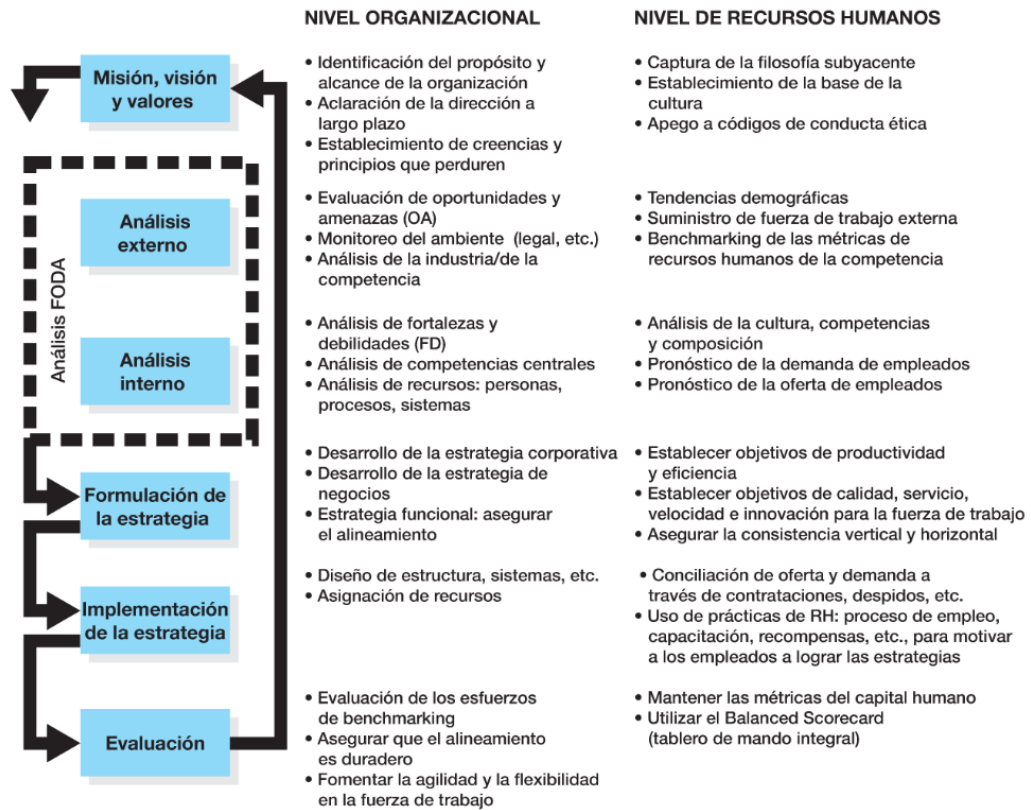 NIVEL ORGANIZACIONAL
NIVEL DE RECURSOS HUMANOS
Misión, visión
y valores
• Identificación del propósito y
alcance de la organización
• Aclaración de la dirección a
largo plazo
• Establecimiento de creencias y
principios que perduren
• Captura de la filosofía subyacente
• Establecimiento de la base de la
cultura
• Apego a códigos de conducta ética
Análisis FODA
Análisis
externo
• Evaluación de oportunidades y
amenazas (OA)
• Monitoreo del ambiente (legal, etc.)
• Análisis de la industria/de la
competencia
• Tendencias demográficas
• Suministro de fuerza de trabajo externa
• Benchmarking de las métricas de
recursos humanos de la competencia
Análisis
interno
• Análisis de fortalezas y
debilidades (FD)
• Análisis de competencias centrales
• Análisis de recursos: personas,
procesos, sistemas
• Análisis de la cultura, competencias
y composición
• Pronóstico de la demanda de empleados
• Pronóstico de la oferta de empleados
Formulación de
la estrategia
• Desarrollo de la estrategia corporativa
• Desarrollo de la estrategia de
negocios
• Estrategia funcional: asegurar
el alineamiento
• Establecer objetivos de productividad
y eficiencia
• Establecer objetivos de calidad, servicio,
velocidad e innovación para la fuerza de trabajo
• Asegurar la consistencia vertical y horizontal
Implementación
de la estrategia
• Diseño de estructura, sistemas, etc.
• Asignación de recursos
• Conciliación de oferta y demanda a
través de contrataciones, despidos, etc.
• Uso de prácticas de RH: proceso de empleo,
capacitación, recompensas, etc., para motivar
a los empleados a lograr las estrategias
Evaluación
• Evaluación de los esfuerzos
de benchmarking
• Asegurar que el alineamiento
es duradero
• Fomentar la agilidad y la flexibilidad
en la fuerza de trabajo
• Mantener las métricas del capital humano
• Utilizar el Balanced Scorecard
(tablero de mando integral)